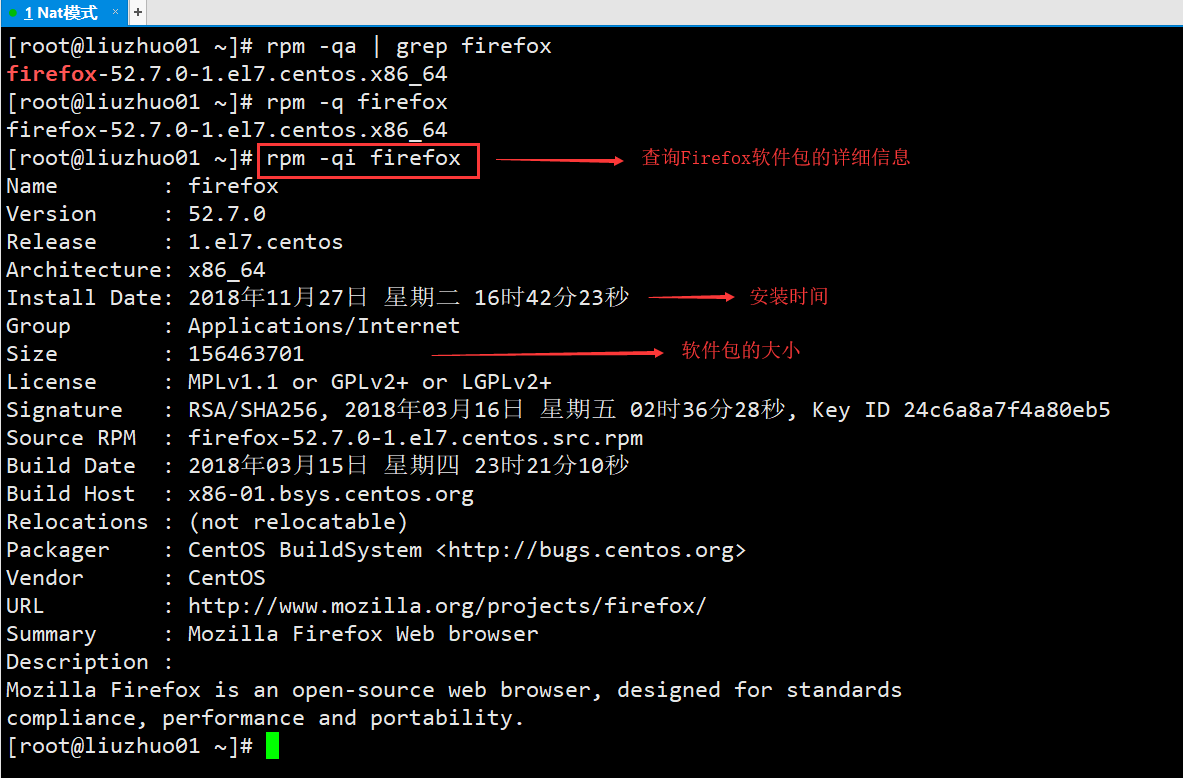 1 Nat模式 × +
[root@liuzhuo01 ~]# rpm -qa | grep firefox
firefox-52.7.0-1.el7.centos.x86_64
[root@liuzhuo01 ~]# rpm -q firefox
firefox-52.7.0-1.el7.centos.x86_64
[root@liuzhuo01 ~]# rpm -qi firefox 查询Firefox软件包的详细信息
Name        : firefox
Version     : 52.7.0
Release     : 1.el7.centos
Architecture: x86_64
Install Date: 2018年11月27日 星期二 16时42分23秒 安装时间
Group       : Applications/Internet
Size        : 156463701 软件包的大小
License     : MPLv1.1 or GPLv2+ or LGPLv2+
Signature   : RSA/SHA256, 2018年03月16日 星期五 02时36分28秒, Key ID 24c6a8a7f4a80eb5
Source RPM  : firefox-52.7.0-1.el7.centos.src.rpm
Build Date  : 2018年03月15日 星期四 23时21分10秒
Build Host  : x86-01.bsys.centos.org
Relocations : (not relocatable)
Packager    : CentOS BuildSystem <http://bugs.centos.org>
Vendor      : CentOS
URL         : http://www.mozilla.org/projects/firefox/
Summary     : Mozilla Firefox Web browser
Description :
Mozilla Firefox is an open-source web browser, designed for standards
compliance, performance and portability.
[root@liuzhuo01 ~]#